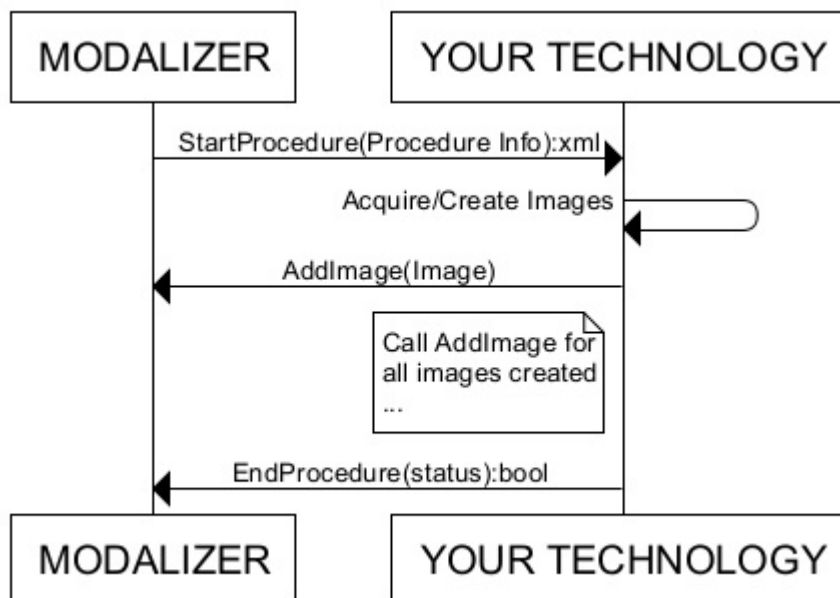 MODALIZER
YOUR TECHNOLOGY
StartProcedure(Procedure Info):xml
Acquire/Create Images
AddImage(Image)
Call AddImage for
all images created
...
EndProcedure(status):bool
MODALIZER
YOUR TECHNOLOGY